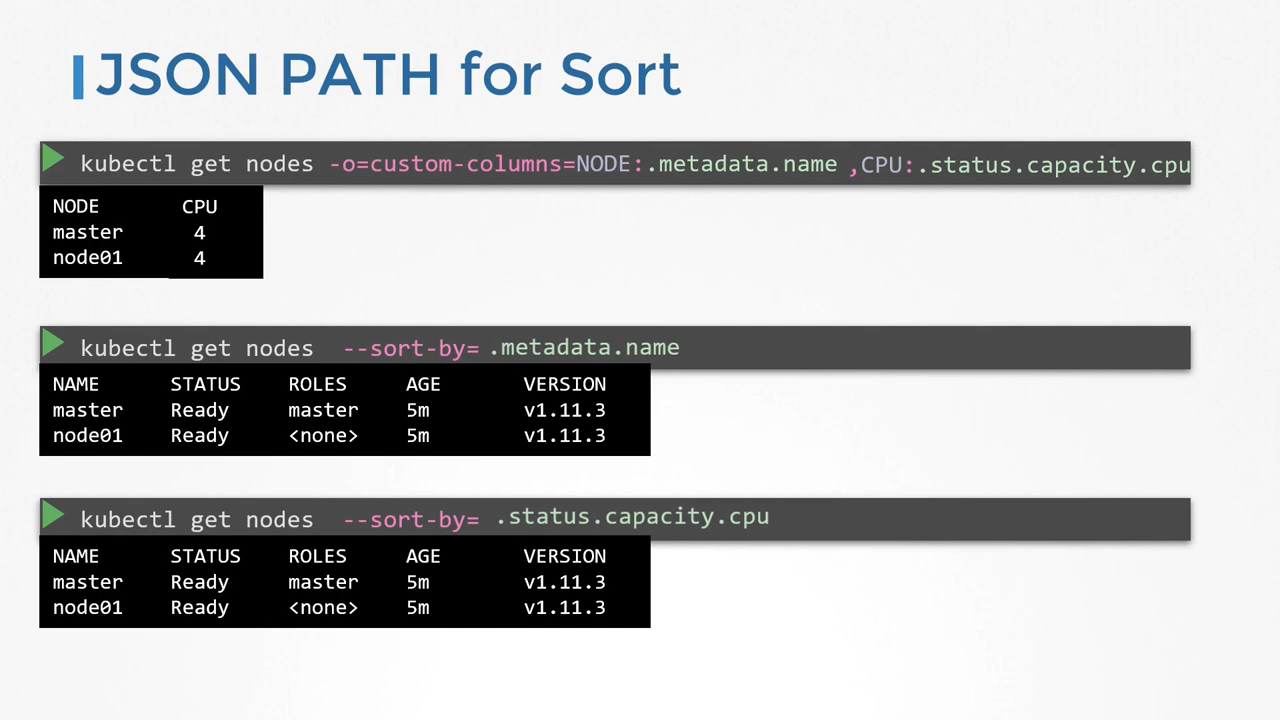 JSON PATH for Sort
kubectl get nodes -o=custom-columns=NODE:.metadata.name ,CPU:.status.capacity.cpu
NODE CPU
master 4
node01 4
kubectl get nodes --sort-by= .metadata.name
NAME STATUS ROLES AGE VERSION
master Ready master 5m v1.11.3
node01 Ready <none> 5m v1.11.3
kubectl get nodes --sort-by= .status.capacity.cpu
NAME STATUS ROLES AGE VERSION
master Ready master 5m v1.11.3
node01 Ready <none> 5m v1.11.3